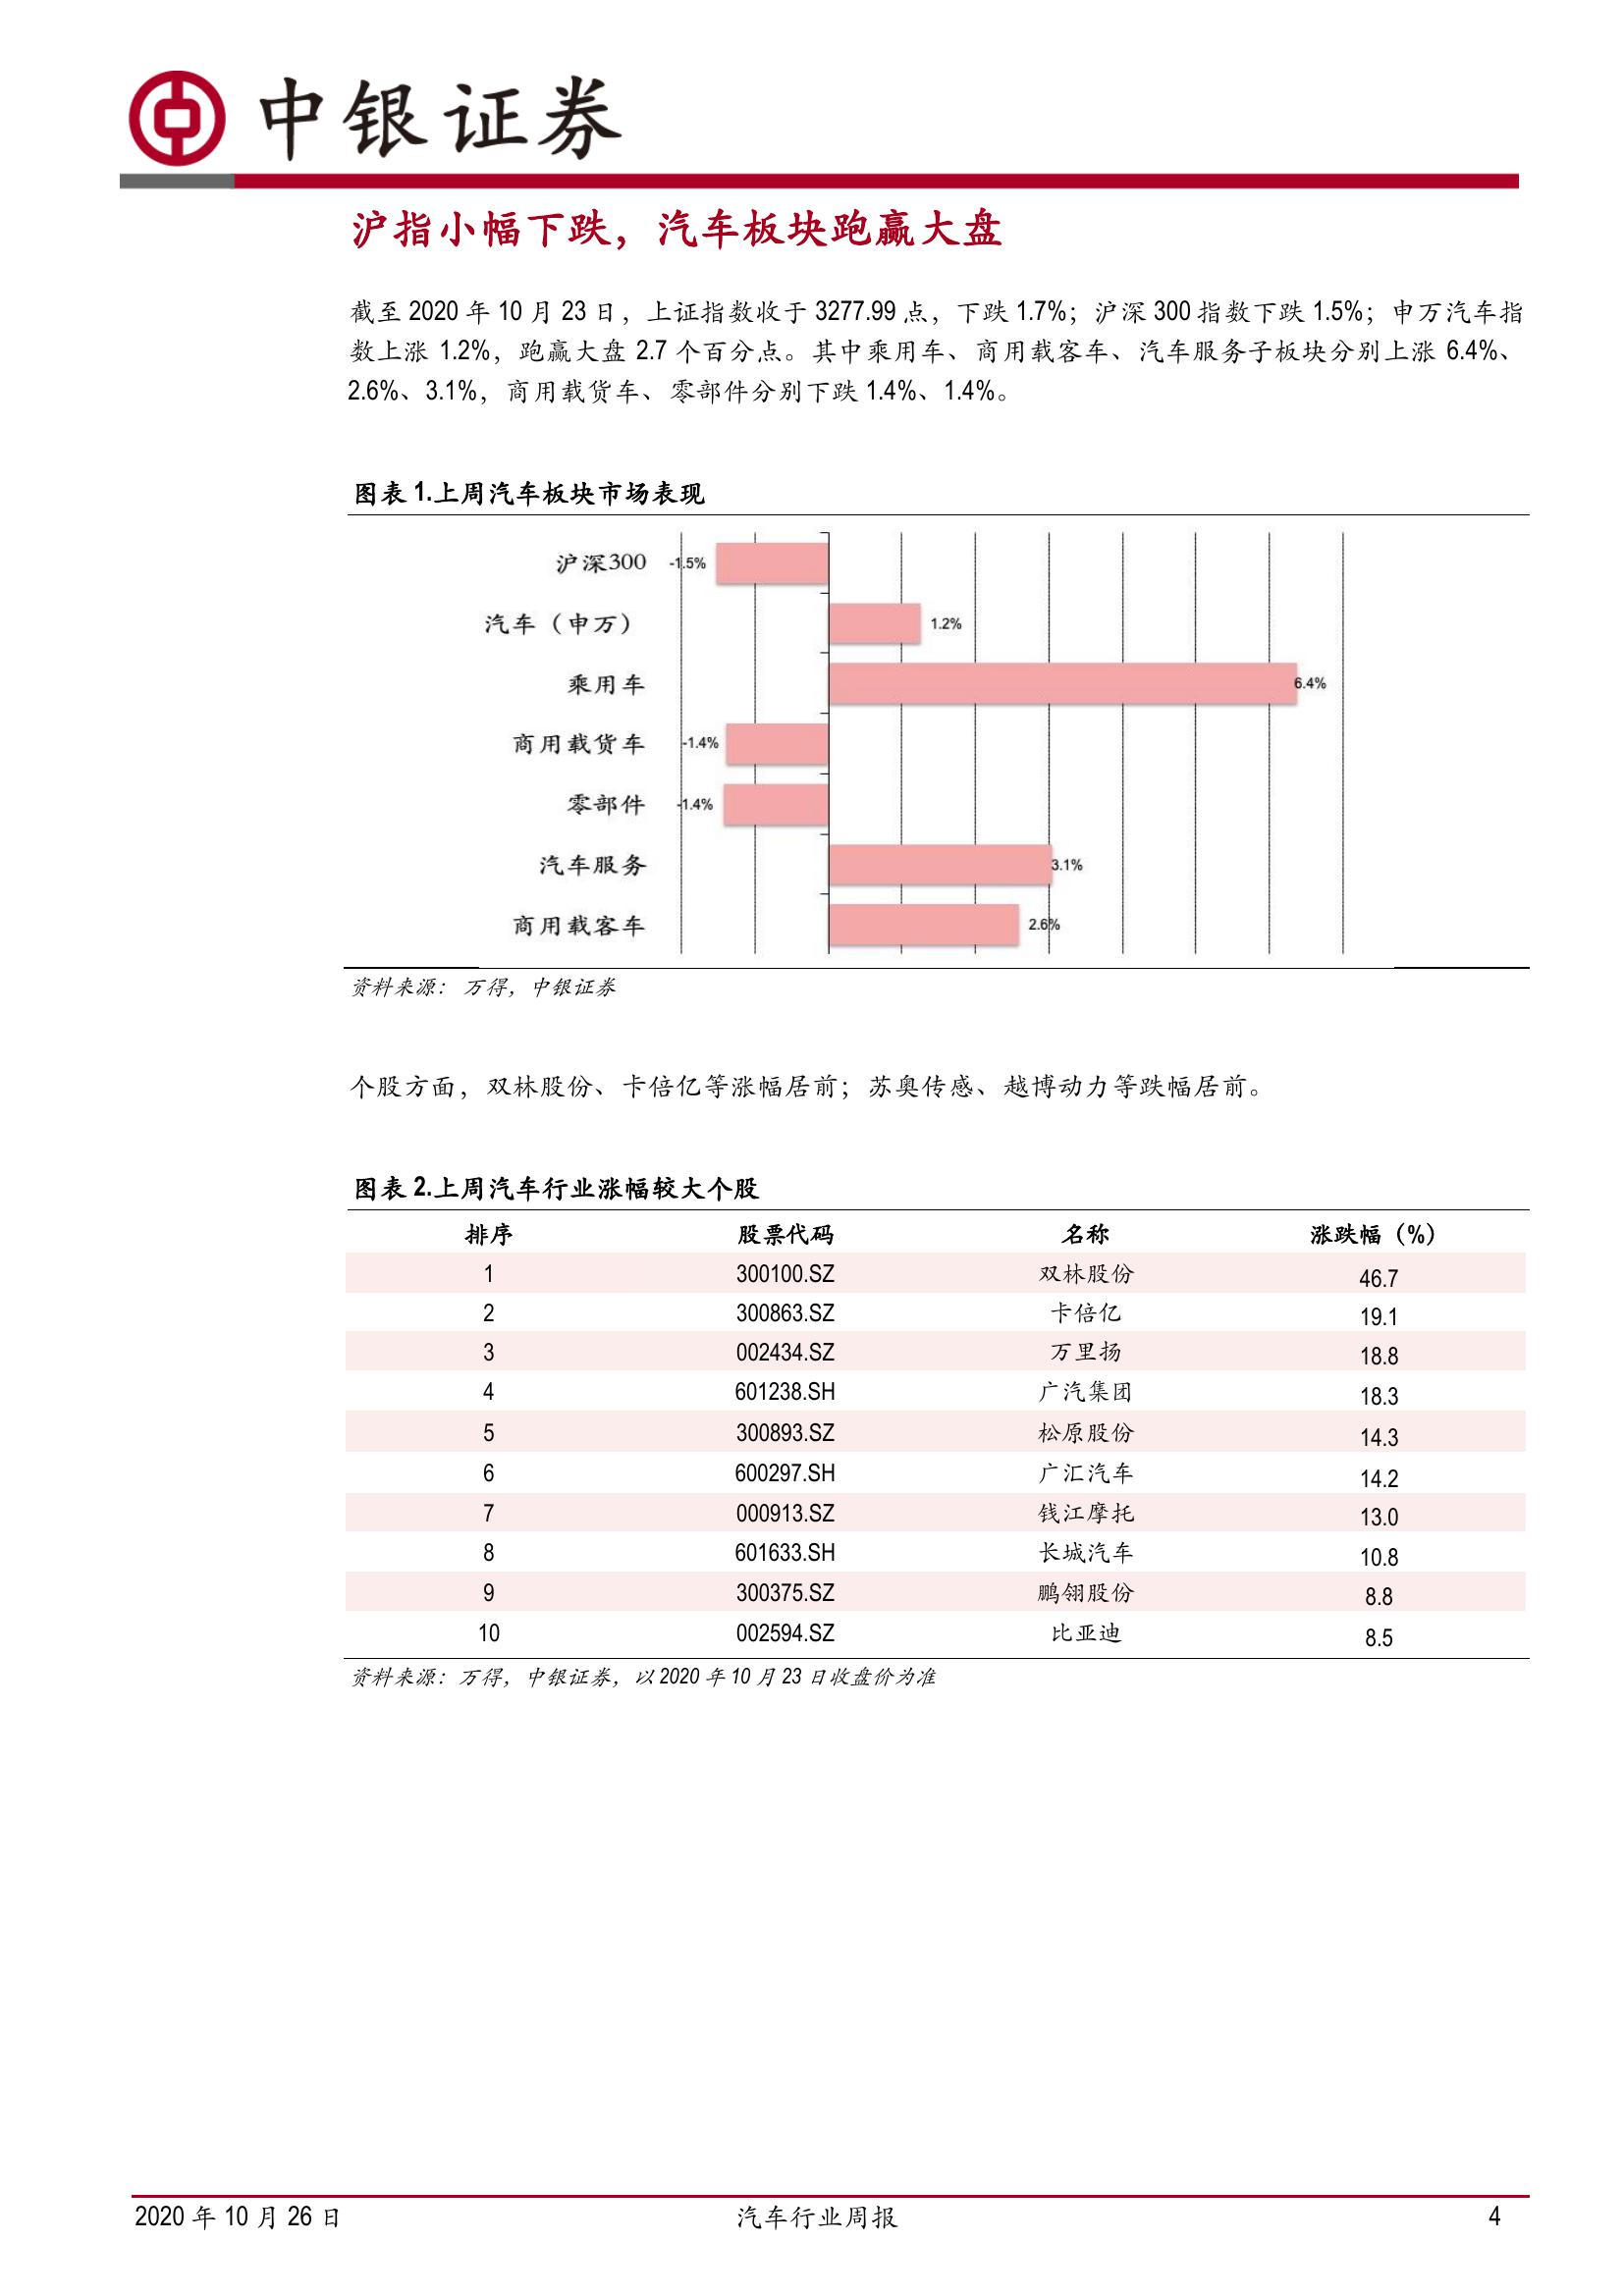 中银证券
沪指小幅下跌，汽车板块跑赢大盘
截至 2020 年 10 月 23 日，上证指数收于 3277.99 点，下跌 1.7%；沪深 300 指数下跌 1.5%；申万汽车指
数上涨 1.2%，跑赢大盘 2.7 个百分点。其中乘用车、商用载客车、汽车服务子板块分别上涨 6.4%、
2.6%、3.1%，商用载货车、零部件分别下跌 1.4%、1.4%。
图表 1.上周汽车板块市场表现
沪深300 -1.5%
汽车（申万） 1.2%
乘用车 6.4%
商用载货车 -1.4%
零部件 -1.4%
汽车服务 3.1%
商用载客车 2.6%
资料来源： 万得，中银证券
个股方面，双林股份、卡倍亿等涨幅居前；苏奥传感、越博动力等跌幅居前。
图表 2.上周汽车行业涨幅较大个股
排序 股票代码 名称 涨跌幅（%）
1 300100.SZ 双林股份 46.7
2 300863.SZ 卡倍亿 19.1
3 002434.SZ 万里扬 18.8
4 601238.SH 广汽集团 18.3
5 300893.SZ 松原股份 14.3
6 600297.SH 广汇汽车 14.2
7 000913.SZ 钱江摩托 13.0
8 601633.SH 长城汽车 10.8
9 300375.SZ 鹏翎股份 8.8
10 002594.SZ 比亚迪 8.5
资料来源：万得，中银证券，以 2020 年 10 月 23 日收盘价为准
2020 年 10 月 26 日 汽车行业周报 4